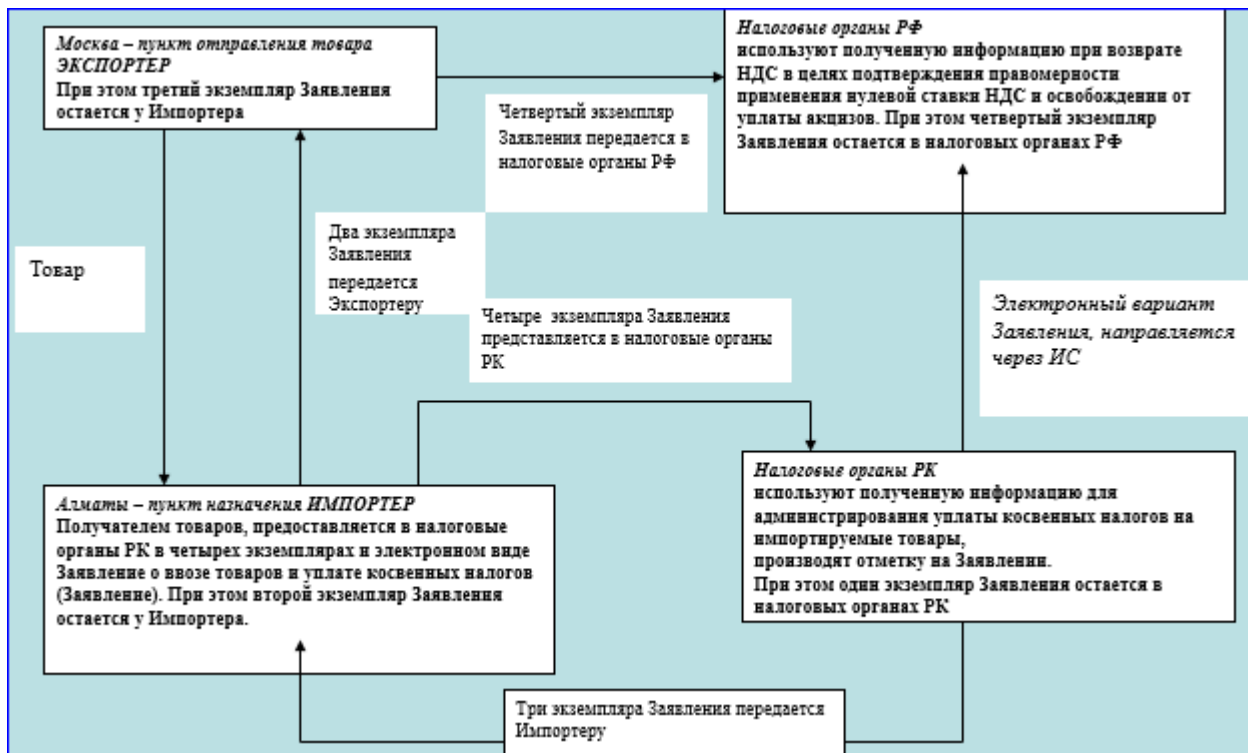 Москва – пункт отправления товара
ЭКСПОРТЕР
При этом третий экземпляр Заявления
остается у Импортера
Налоговые органы РФ
используют полученную информацию при возврате
НДС в целях подтверждения правомерности
применения нулевой ставки НДС и освобождении от
уплаты акцизов. При этом четвертый экземпляр
Заявления остается в налоговых органах РФ
Четвертый экземпляр
Заявления передается в
налоговые органы РФ
Товар
Два экземпляра
Заявления
передается
Экспортеру
Четыре экземпляра Заявления
представляется в налоговые органы
РК
Электронный вариант
Заявления, направляется
через ИС
Алматы – пункт назначения ИМПОРТЕР
Получателем товаров, предоставляется в налоговые
органы РК в четырех экземплярах и электронном виде
Заявление о ввозе товаров и уплате косвенных налогов
(Заявление). При этом второй экземпляр Заявления
остается у Импортера.
Налоговые органы РК
используют полученную информацию для
администрирования уплаты косвенных налогов на
импортируемые товары,
производят отметку на Заявлении.
При этом один экземпляр Заявления остается в
налоговых органах РК
Три экземпляра Заявления передается
Импортеру